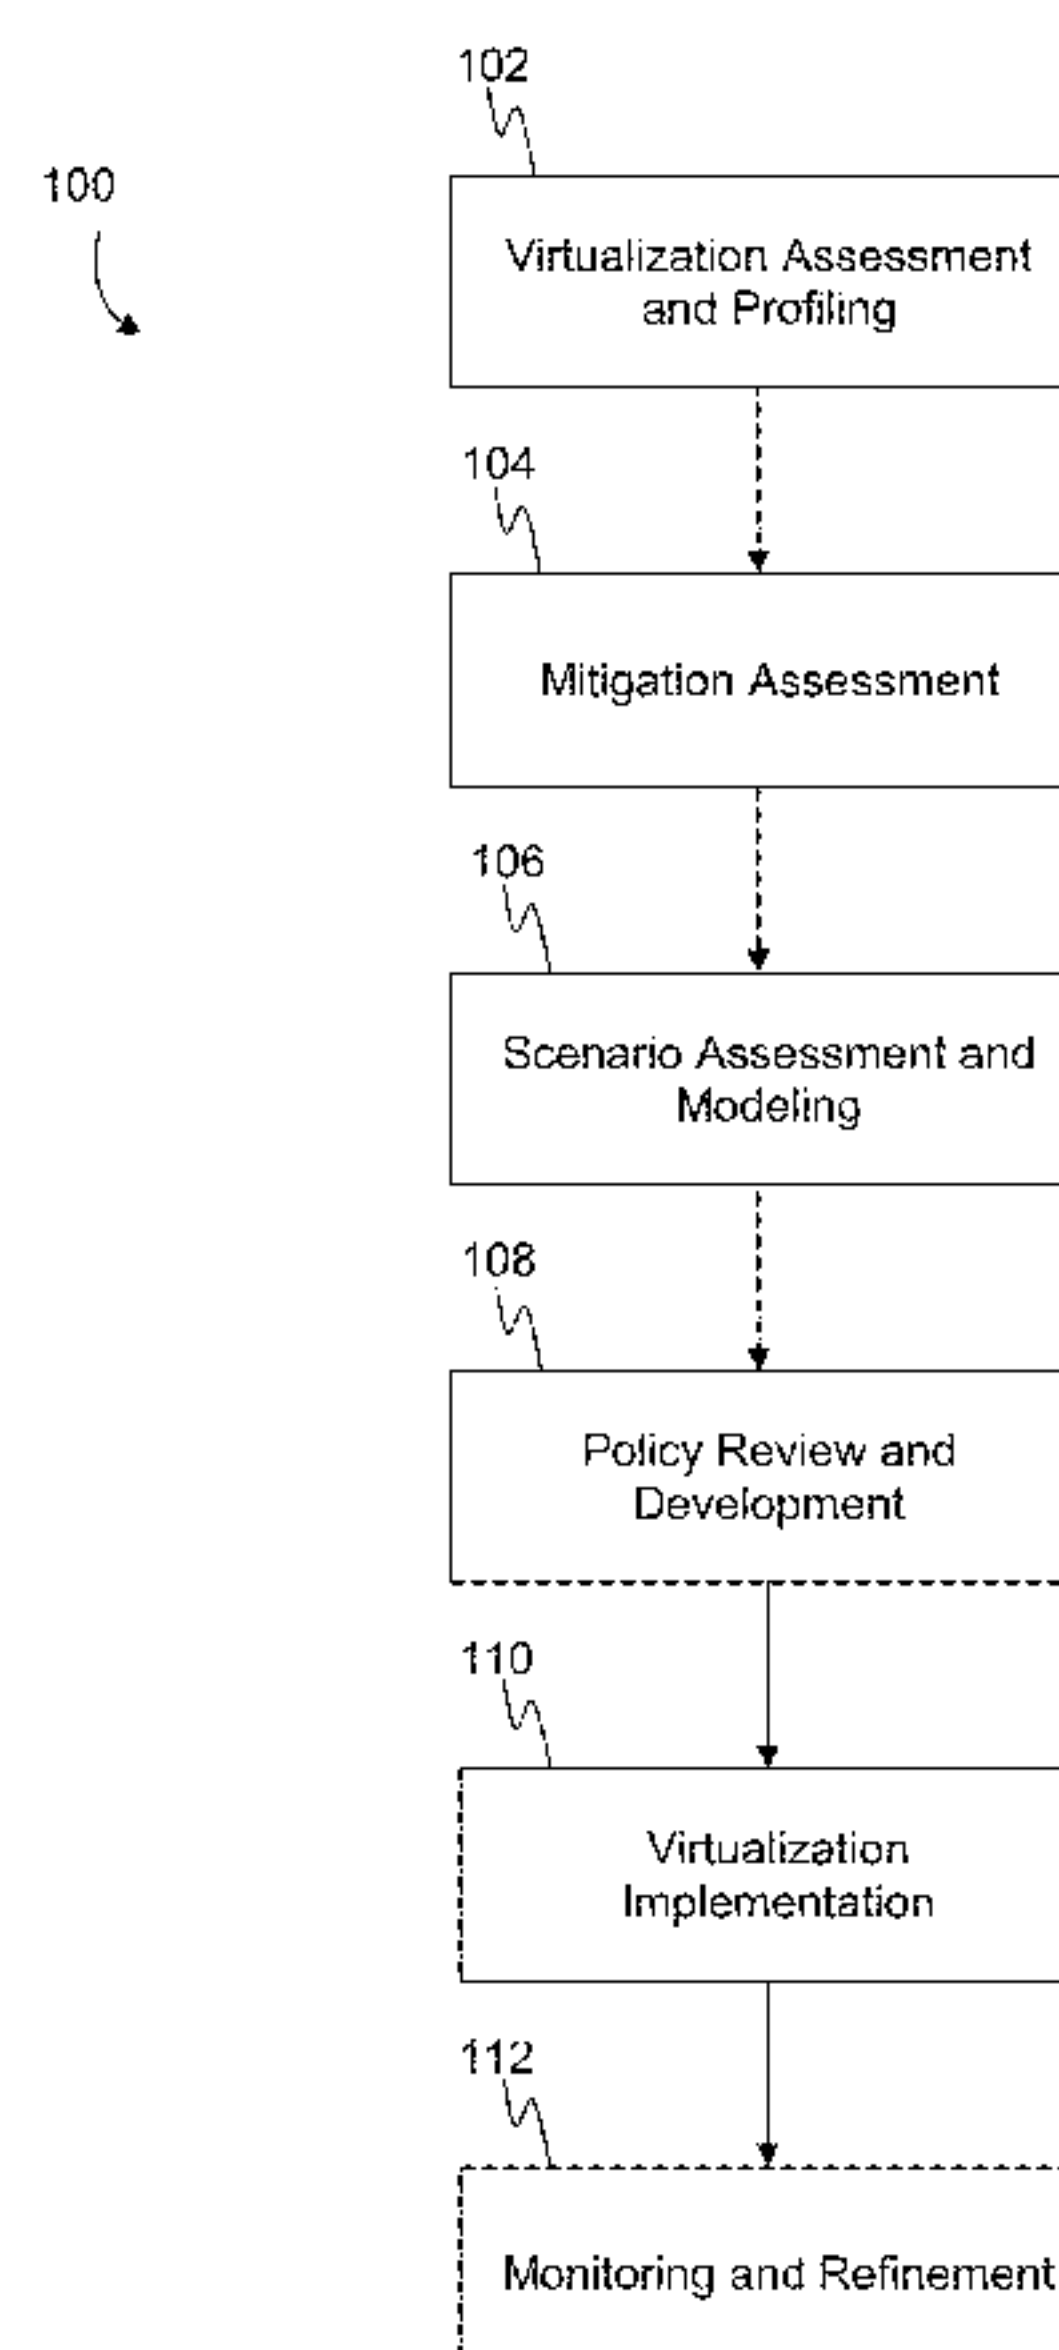 102
100
Virtualization Assessment
and Profiling
104
Mitigation Assessment
106
Scenario Assessment and
Modeling
108
Policy Review and
Development
110
Virtualization
Implementation
112
Monitoring and Refinement